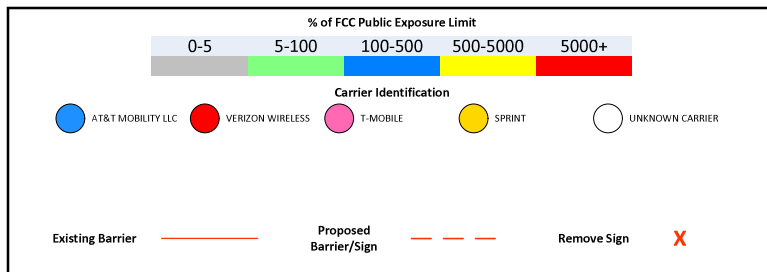 % of FCC Public Exposure Limit
0-5 5-100 100-500 500-5000 5000+
Carrier Identification
AT&T MOBILITY LLC VERIZON WIRELESS T-MOBILE SPRINT UNKNOWN CARRIER
Existing Barrier Proposed Barrier/Sign Remove Sign X